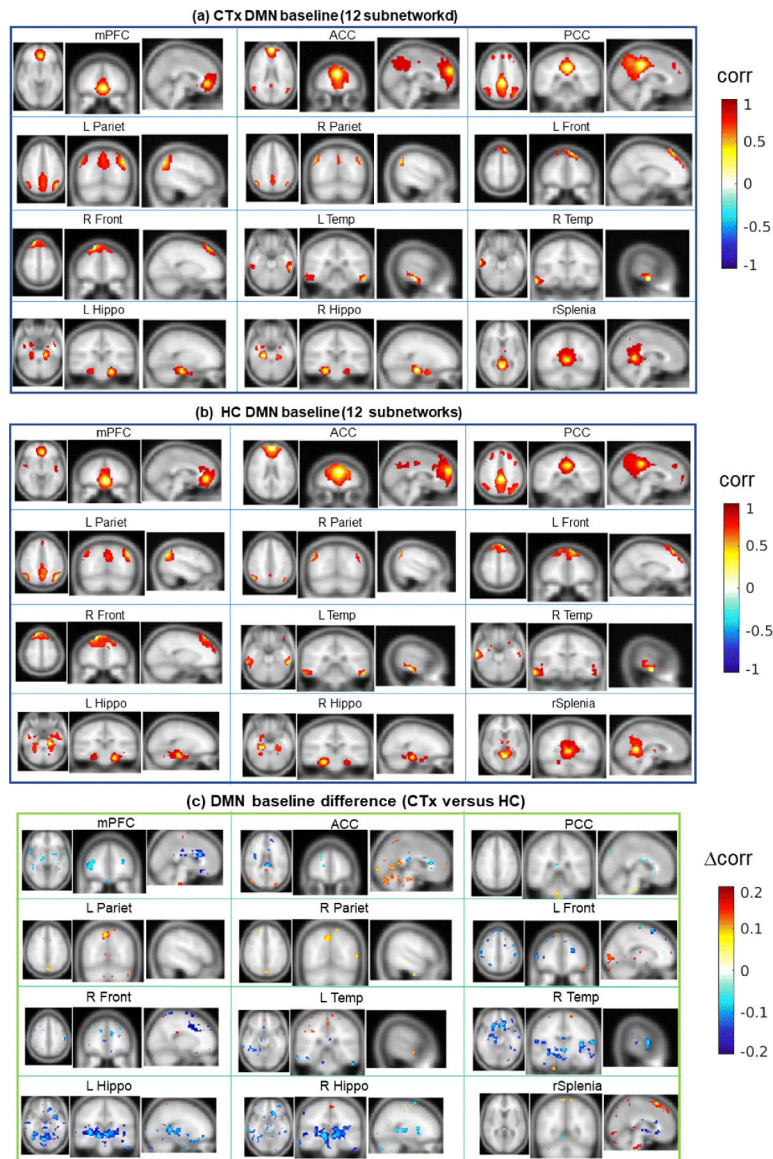 (a) CTx DMN baseline (12 subnetworkd)
mPFC ACC PCC
L Pariet R Pariet L Front
R Front L Temp R Temp
L Hippo R Hippo rSplenia
corr
1
0.5
0
-0.5
-1
(b) HC DMN baseline (12 subnetworks)
mPFC ACC PCC
L Pariet R Pariet L Front
R Front L Temp R Temp
L Hippo R Hippo rSplenia
corr
1
0.5
0
-0.5
-1
(c) DMN baseline difference (CTx versus HC)
mPFC ACC PCC
L Pariet R Pariet L Front
R Front L Temp R Temp
L Hippo R Hippo rSplenia
Δcorr
0.2
0.1
0
-0.1
-0.2